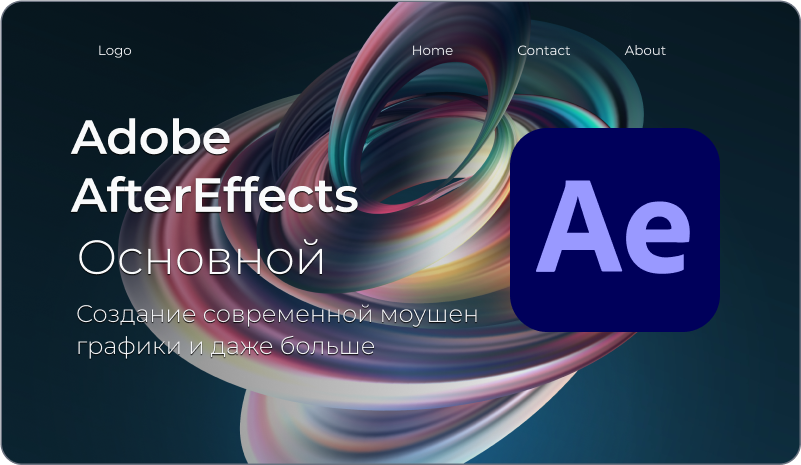 Logo
Home
Contact
About
Adobe
AfterEffects
Основной
Создание современной моушен
графики и даже больше
Ae